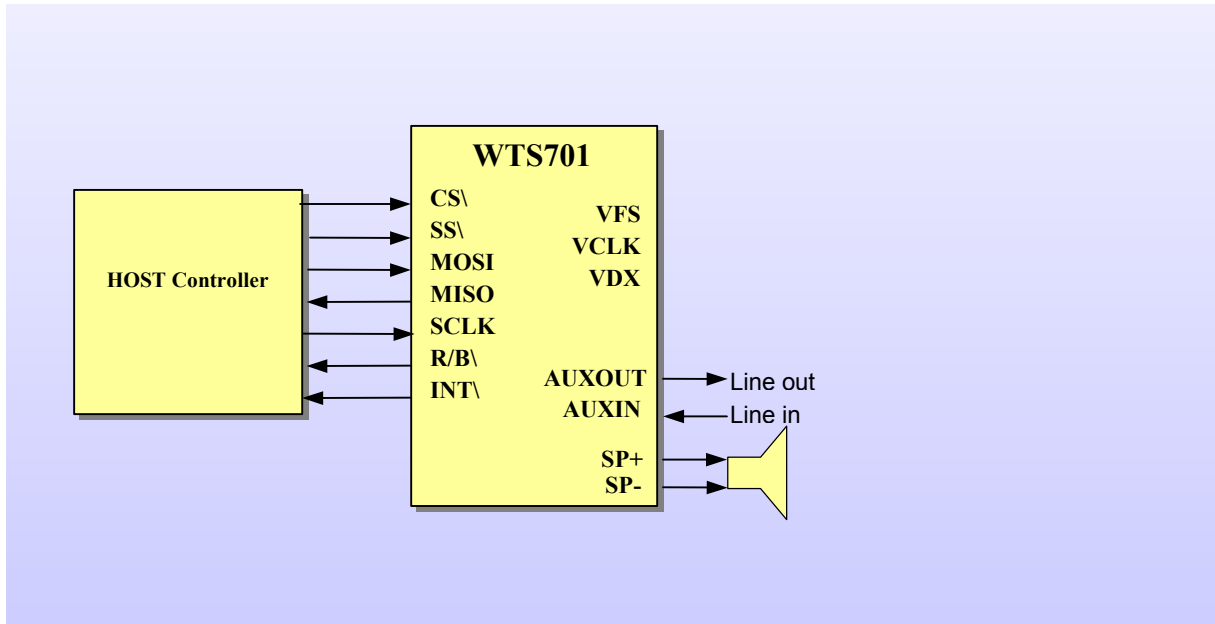 WTS701
HOST Controller
CS\
SS\
MOSI
MISO
SCLK
R/B\
INT\
VFS
VCLK
VDX
AUXOUT
AUXIN
SP+
SP-
Line out
Line in